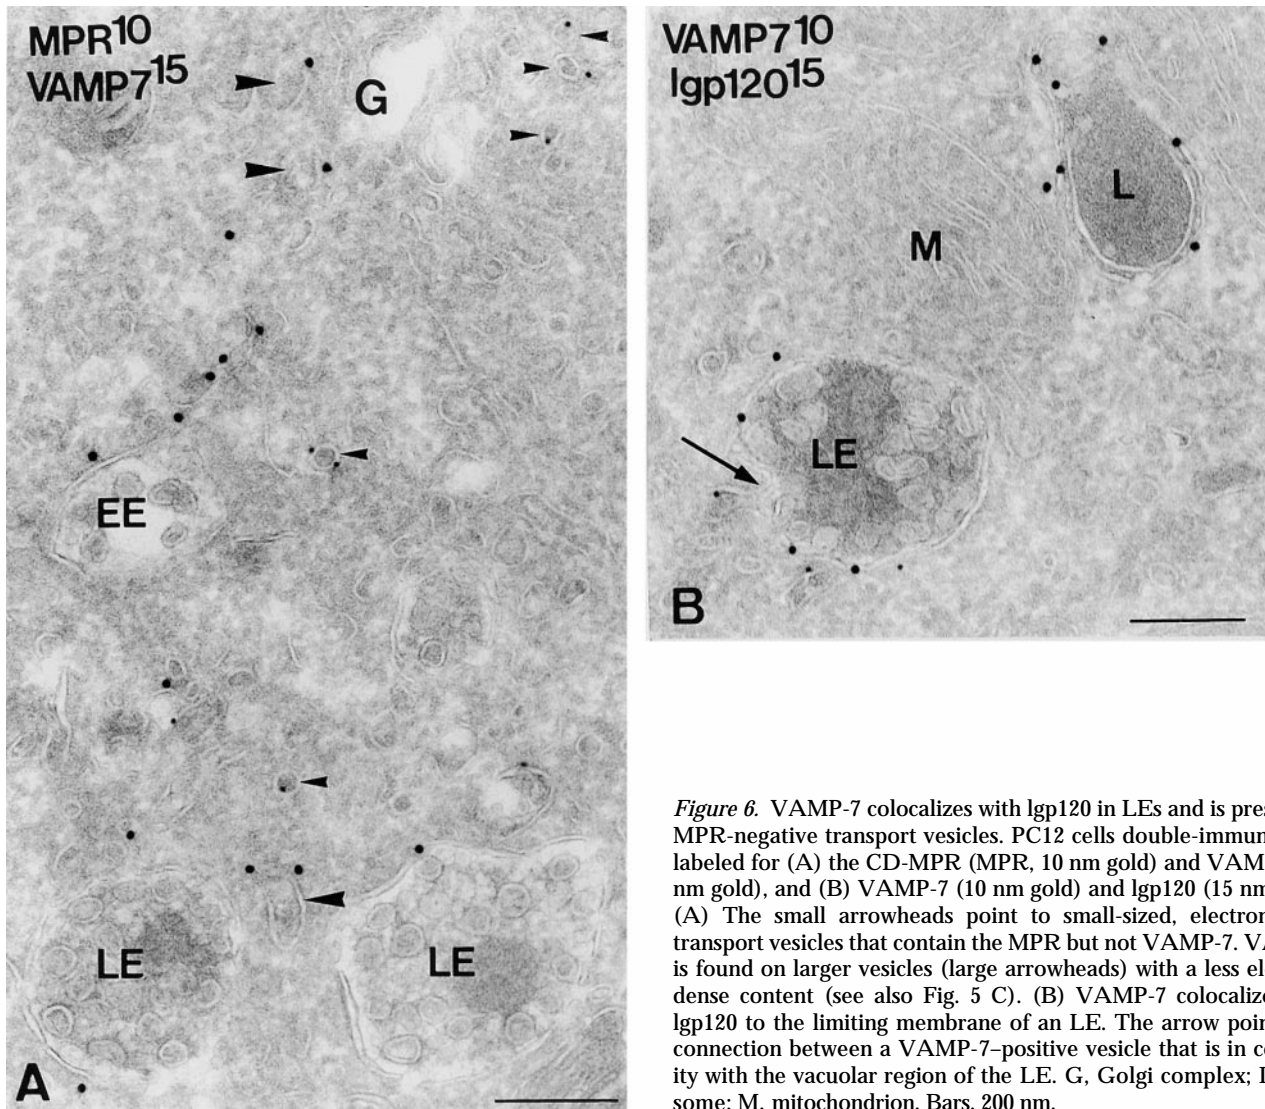 MPR10
VAMP715
G
EE
LE
LE
A
VAMP710
lgp12015
L
M
LE
B
Figure 6. VAMP-7 colocalizes with lgp120 in LEs and is pres
MPR-negative transport vesicles. PC12 cells double-immun
labeled for (A) the CD-MPR (MPR, 10 nm gold) and VAM
nm gold), and (B) VAMP-7 (10 nm gold) and lgp120 (15 nm
(A) The small arrowheads point to small-sized, electron
transport vesicles that contain the MPR but not VAMP-7. VA
is found on larger vesicles (large arrowheads) with a less el
dense content (see also Fig. 5 C). (B) VAMP-7 colocalize
lgp120 to the limiting membrane of an LE. The arrow poin
connection between a VAMP-7–positive vesicle that is in c
ity with the vacuolar region of the LE. G, Golgi complex;
some; M, mitochondrion. Bars, 200 nm.